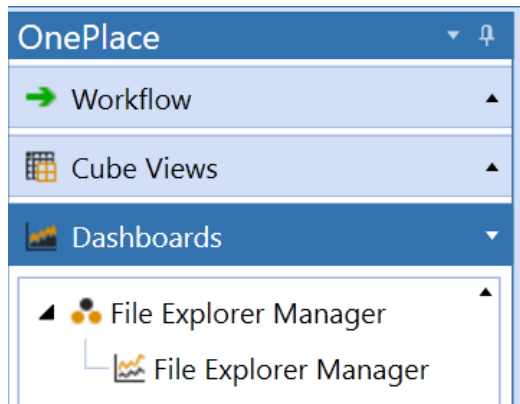 OnePlace
Workflow
Cube Views
Dashboards
File Explorer Manager
File Explorer Manager